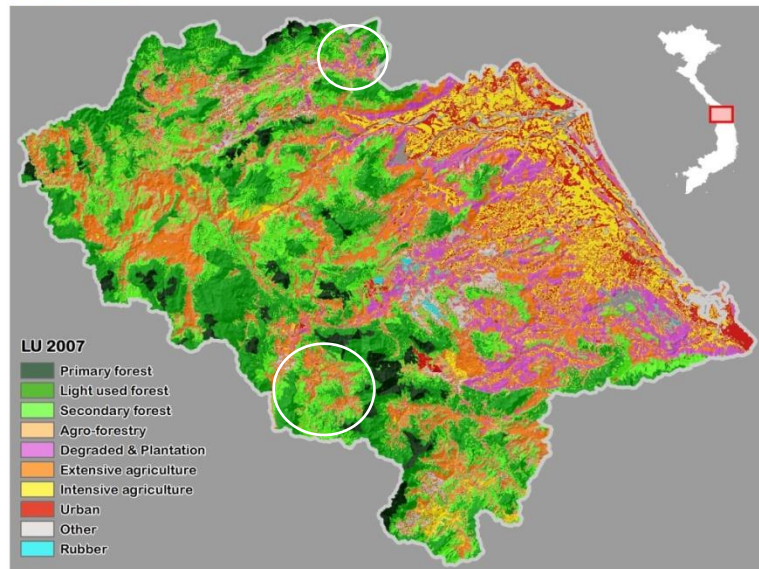 LU 2007
Primary forest
Light used forest
Secondary forest
Agro-forestry
Degraded & Plantation
Extensive agriculture
Intensive agriculture
Urban
Other
Rubber